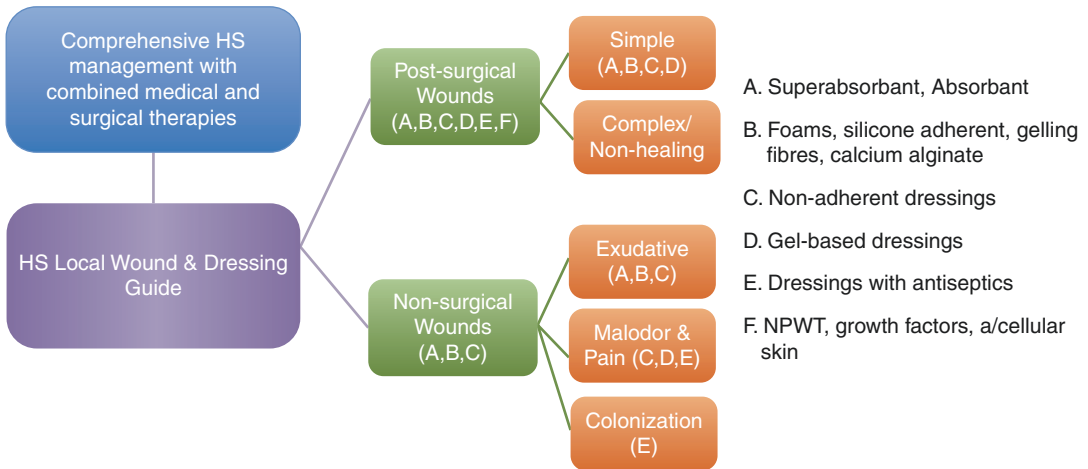 Comprehensive HS
management with
combined medical and
surgical therapies
HS Local Wound & Dressing
Guide
Post-surgical
Wounds
(A,B,C,D,E,F)
Non-surgical
Wounds
(A,B,C)
Simple
(A,B,C,D)
Complex/
Non-healing
Exudative
(A,B,C)
Malodor &
Pain (C,D,E)
Colonization
(E)
A. Superabsorbant, Absorbant
B. Foams, silicone adherent, gelling
fibres, calcium alginate
C. Non-adherent dressings
D. Gel-based dressings
E. Dressings with antiseptics
F. NPWT, growth factors, a/cellular
skin